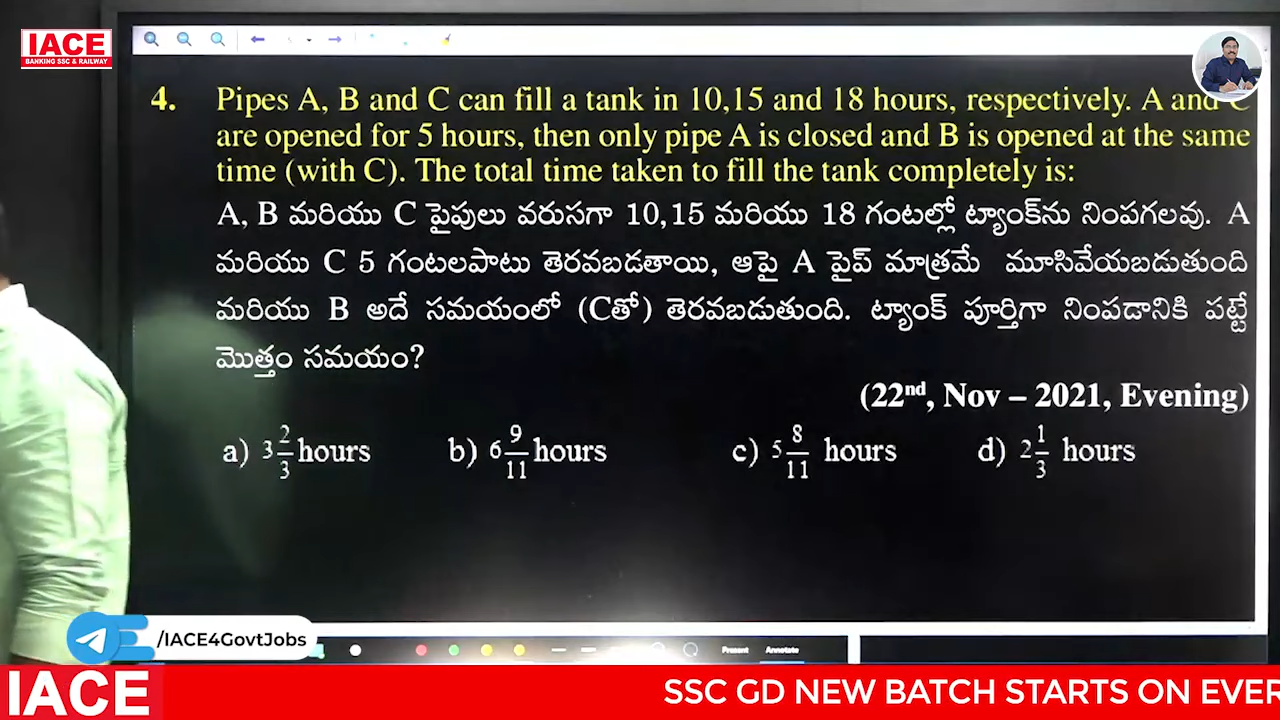 IACE
BANKING SSC & RAILWAY
4. Pipes A, B and C can fill a tank in 10,15 and 18 hours, respectively. A and C
are opened for 5 hours, then only pipe A is closed and B is opened at the same
time (with C). The total time taken to fill the tank completely is:
A, B మరియు C పైపులు వరుసగా 10,15 మరియు 18 గంటల్లో ట్యాంక్‌ను నింపగలవు. A
మరియు C 5 గంటలపాటు తెరవబడతాయి, ఆపై A పైప్ మాత్రమే మూసివేయబడుతుంది
మరియు B అదే సమయంలో (Cతో) తెరవబడుతుంది. ట్యాంక్ పూర్తిగా నింపడానికి పట్టే
మొత్తం సమయం?
(22nd, Nov – 2021, Evening)
a) 3 2/3 hours b) 6 9/11 hours c) 5 8/11 hours d) 2 1/3 hours
/IACE4GovtJobs
Present Annotate
IACE
SSC GD NEW BATCH STARTS ON EVER